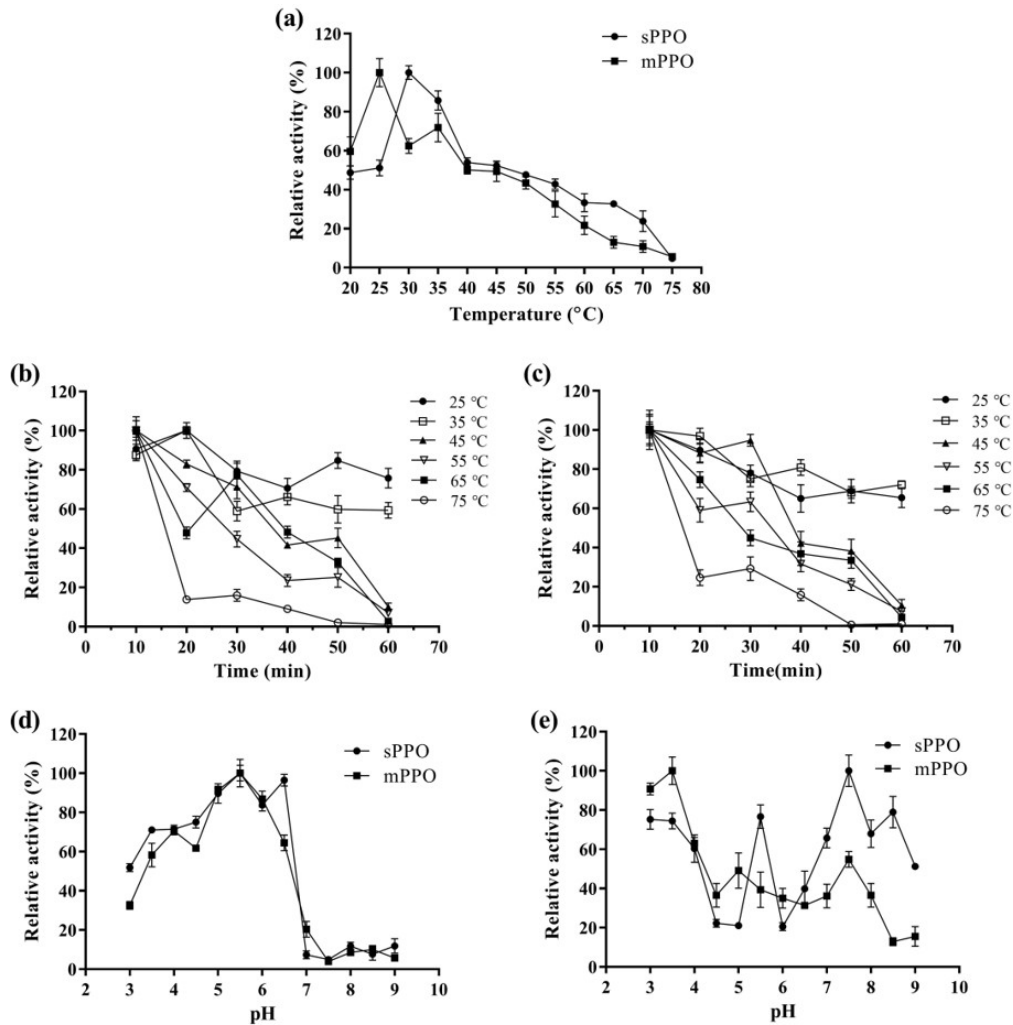 (a)
sPPO
mPPO
120
100
80
60
40
20
0
Relative activity (%)
20 25 30 35 40 45 50 55 60 65 70 75 80
Temperature (°C)
(b)
120
100
80
60
40
20
0
Relative activity (%)
25 °C
35 °C
45 °C
55 °C
65 °C
75 °C
0 10 20 30 40 50 60 70
Time (min)
(c)
120
100
80
60
40
20
0
Relative activity (%)
25 °C
35 °C
45 °C
55 °C
65 °C
75 °C
0 10 20 30 40 50 60 70
Time(min)
(d)
120
100
80
60
40
20
0
Relative activity (%)
sPPO
mPPO
2 3 4 5 6 7 8 9 10
pH
(e)
120
100
80
60
40
20
0
Relative activity (%)
sPPO
mPPO
2 3 4 5 6 7 8 9 10
pH